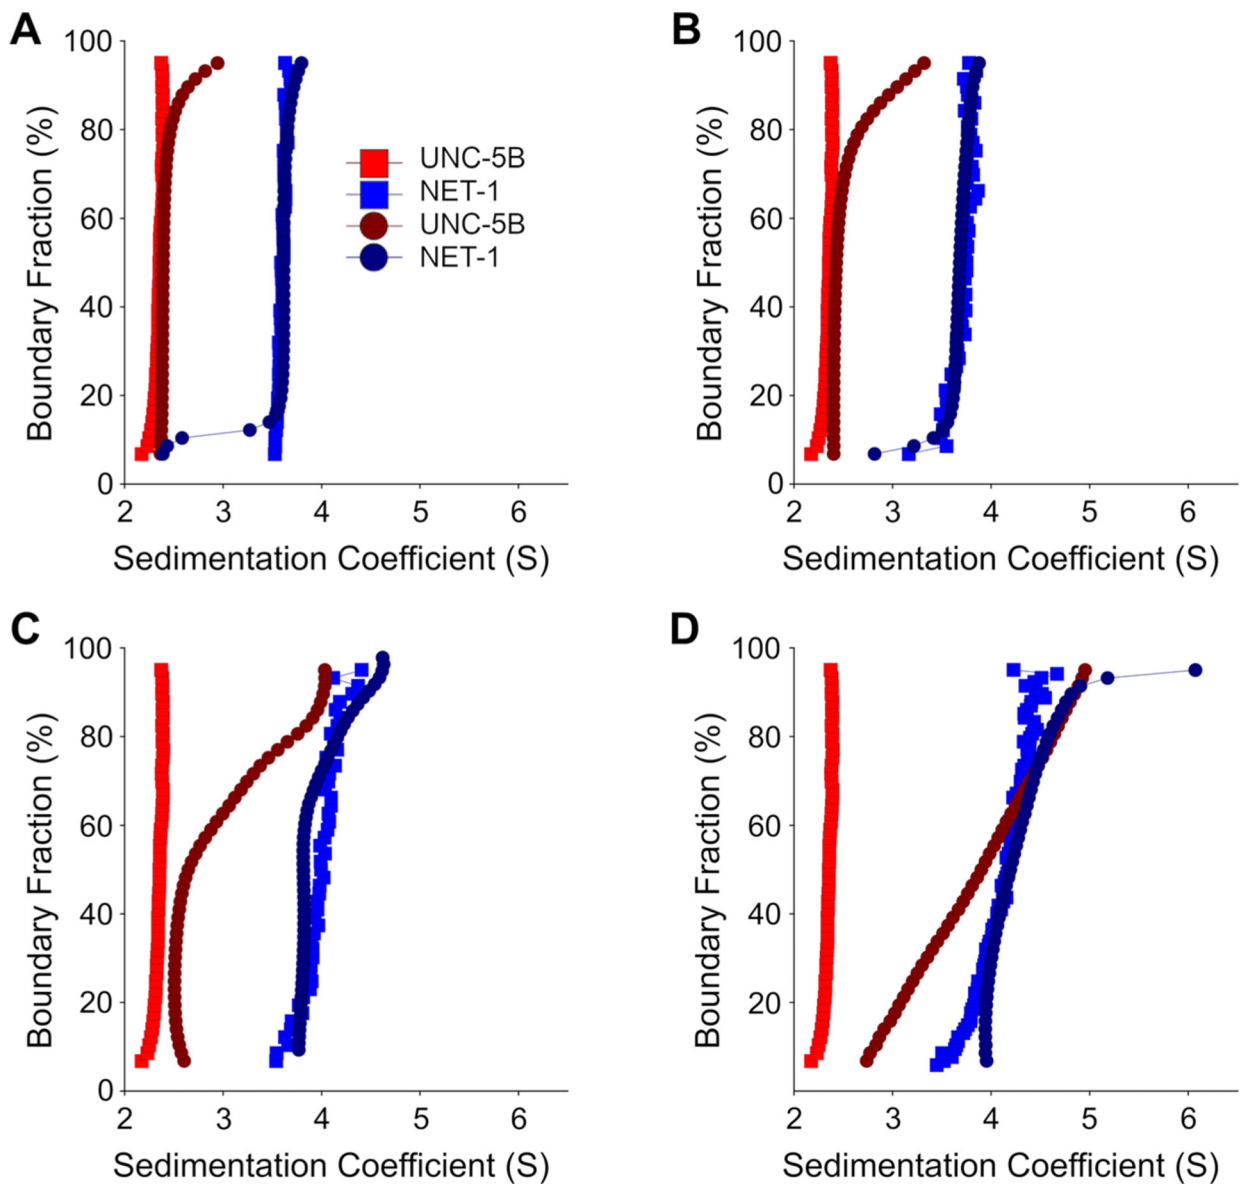 A
B
100
80
60
40
20
0
Boundary Fraction (%)
2 3 4 5 6
Sedimentation Coefficient (S)
UNC-5B
NET-1
UNC-5B
NET-1
100
80
60
40
20
0
Boundary Fraction (%)
2 3 4 5 6
Sedimentation Coefficient (S)
C
D
100
80
60
40
20
0
Boundary Fraction (%)
2 3 4 5 6
Sedimentation Coefficient (S)
100
80
60
40
20
Boundary Fraction (%)
2 3 4 5 6
Sedimentation Coefficient (S)